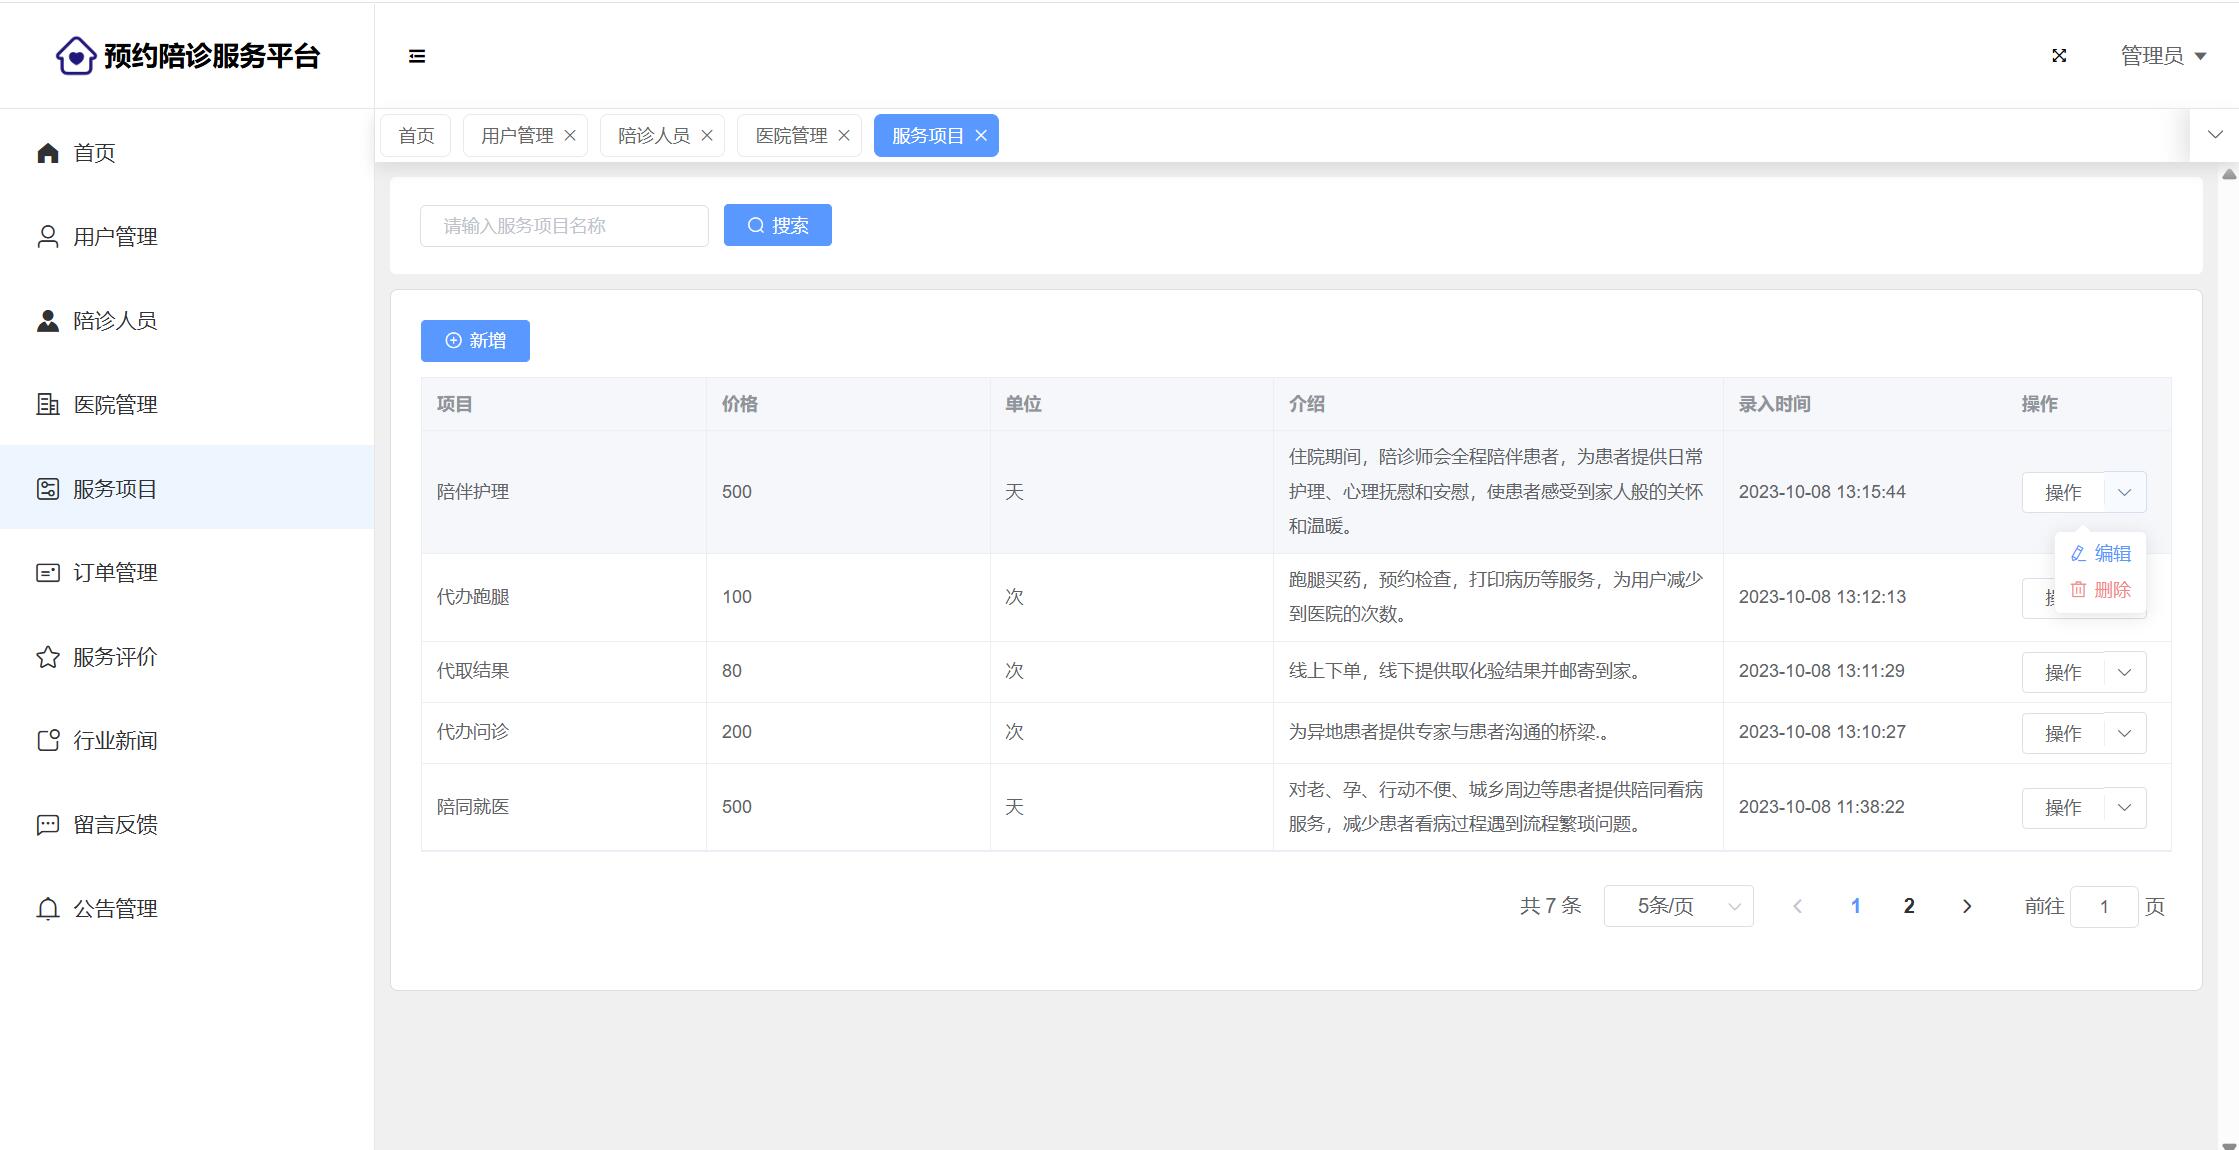 预约陪诊服务平台
管理员
首页
用户管理
陪诊人员
医院管理
服务项目
首页
用户管理
陪诊人员
医院管理
服务项目
订单管理
服务评价
行业新闻
留言反馈
公告管理
请输入服务项目名称
搜索
新增
项目 价格 单位 介绍 录入时间 操作
陪伴护理 500 天 住院期间，陪诊师会全程陪伴患者，为患者提供日常
护理、心理抚慰和安慰，使患者感受到家人般的关怀
和温暖。
2023-10-08 13:15:44 操作
编辑
删除
代办跑腿 100 次 跑腿买药，预约检查，打印病历等服务，为用户减少
到医院的次数。
2023-10-08 13:12:13
代取结果 80 次 线上下单，线下提供取化验结果并邮寄到家。 2023-10-08 13:11:29 操作
代办问诊 200 次 为异地患者提供专家与患者沟通的桥梁.。 2023-10-08 13:10:27 操作
陪同就医 500 天 对老、孕、行动不便、城乡周边等患者提供陪同看病
服务，减少患者看病过程遇到流程繁琐问题。
2023-10-08 11:38:22 操作
共 7 条 5条/页 1 2 前往 1 页